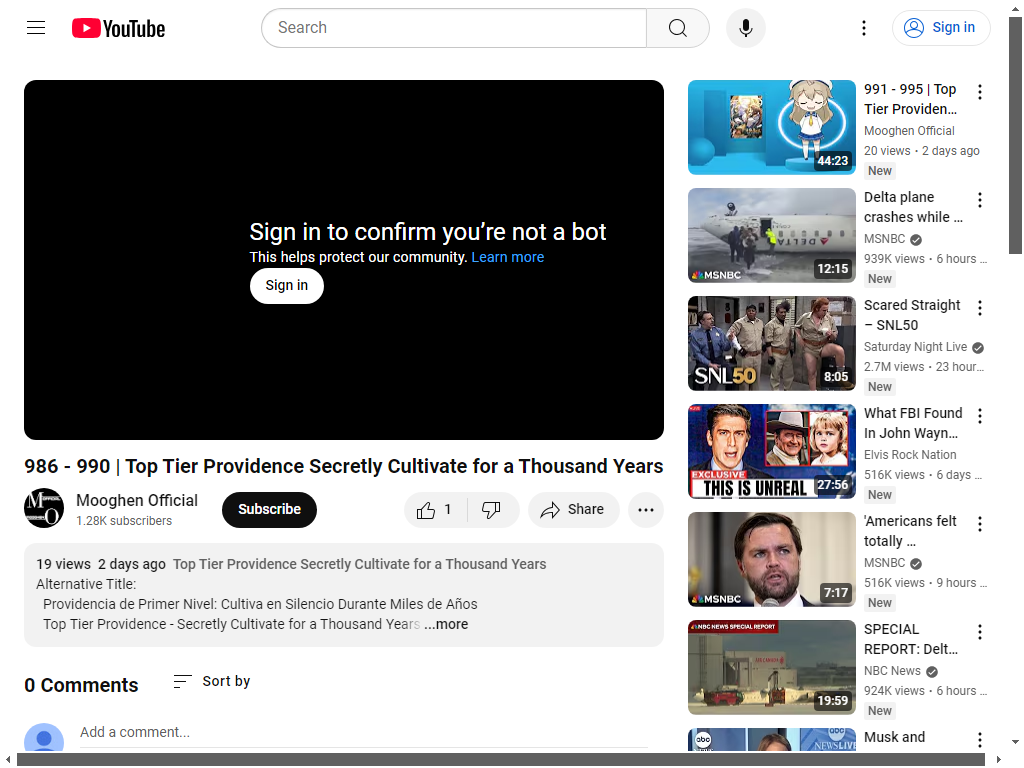 YouTube
Search
Sign in
Sign in to confirm you’re not a bot
This helps protect our community. Learn more
Sign in
986 - 990 | Top Tier Providence Secretly Cultivate for a Thousand Years
Mooghen Official
1.28K subscribers
Subscribe
1
Share
19 views 2 days ago Top Tier Providence Secretly Cultivate for a Thousand Years
Alternative Title:
Providencia de Primer Nivel: Cultiva en Silencio Durante Miles de Años
Top Tier Providence - Secretly Cultivate for a Thousand Years ...more
0 Comments
Sort by
Add a comment...
44:23
991 - 995 | Top
Tier Providen...
Mooghen Official
20 views • 2 days ago
New
DELTA
MSNBC
12:15
Delta plane
crashes while ...
MSNBC
939K views • 6 hours ...
New
SNL50
8:05
Scared Straight
– SNL50
Saturday Night Live
2.7M views • 23 hour...
New
LIVE
EXCLUSIVE
THIS IS UNREAL
27:56
What FBI Found
In John Wayn...
Elvis Rock Nation
516K views • 6 days ...
New
MSNBC
7:17
'Americans felt
totally ...
MSNBC
516K views • 9 hours ...
New
NBC NEWS SPECIAL REPORT
19:59
SPECIAL
REPORT: Delt...
NBC News
924K views • 6 hours ...
New
abc
abc
NEWS LIVE
Musk and